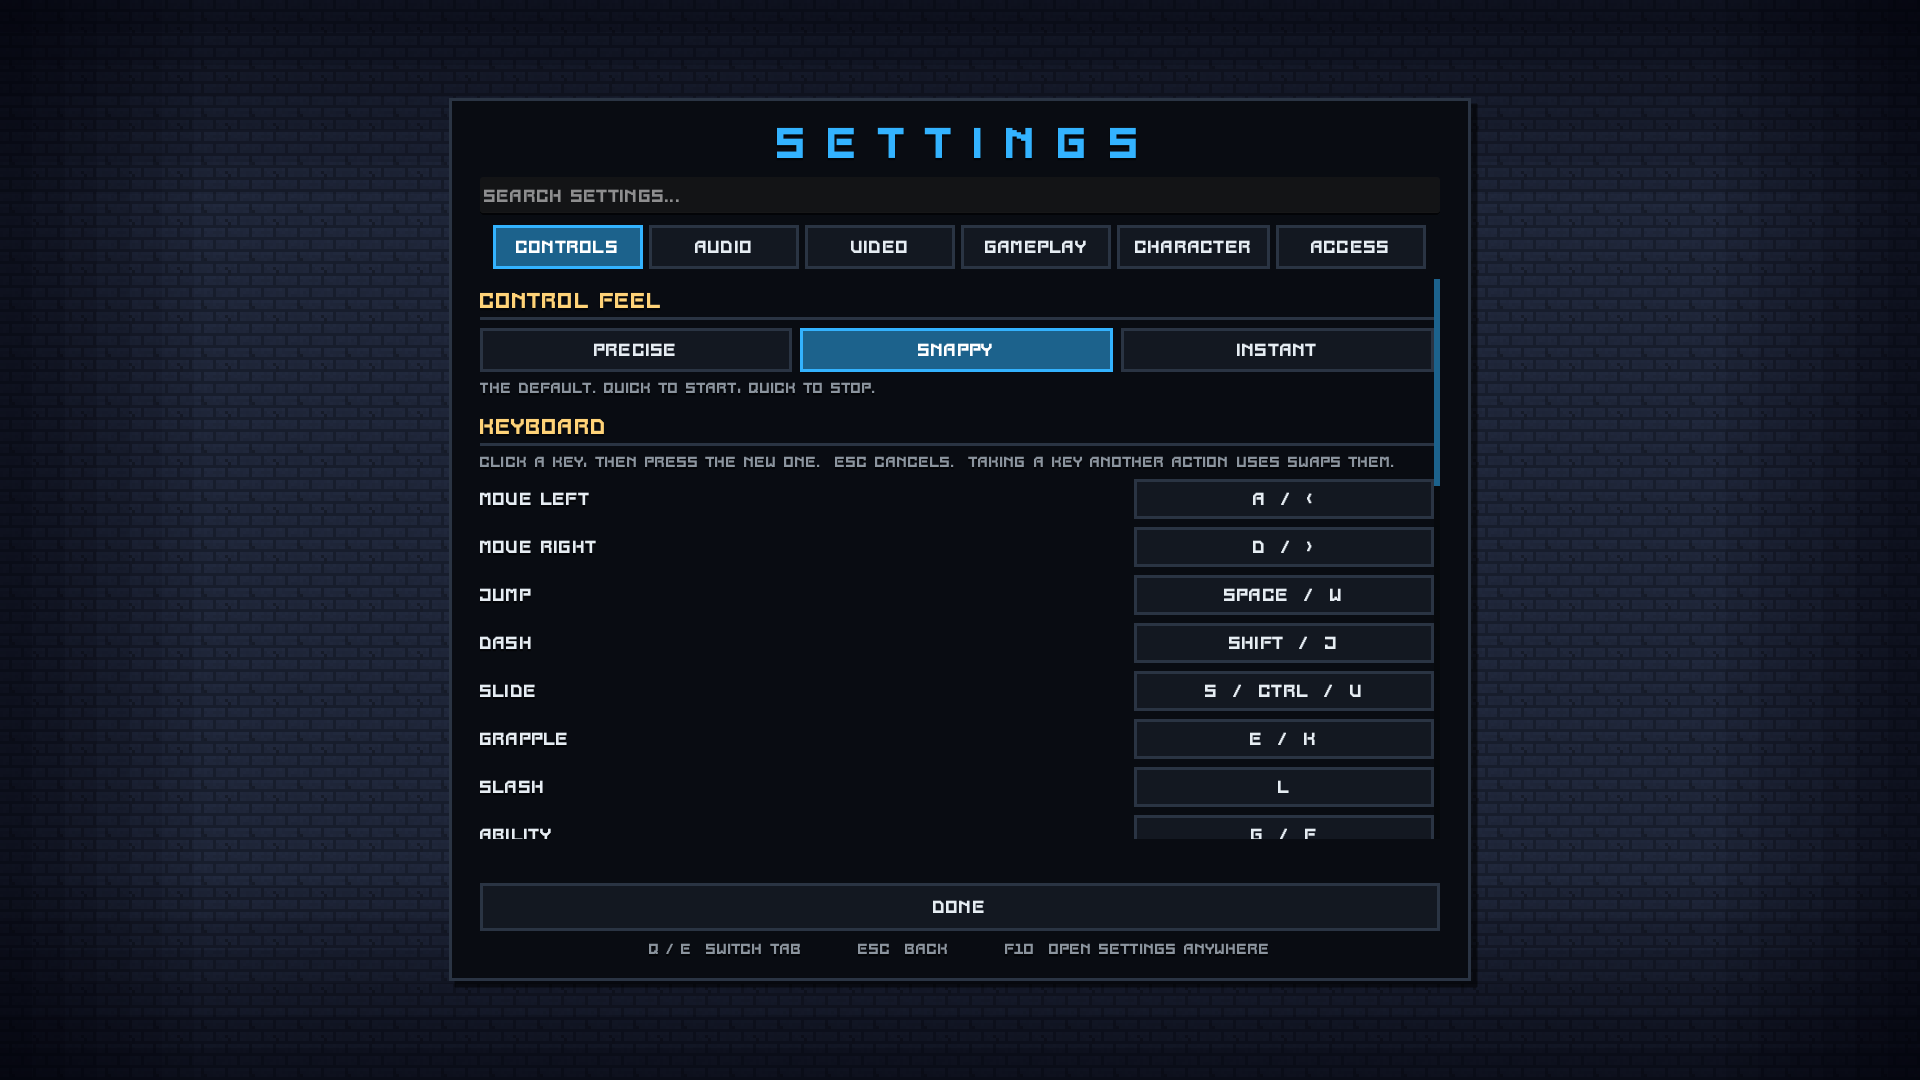 SETTINGS
SEARCH SETTINGS...
CONTROLS AUDIO VIDEO GAMEPLAY CHARACTER ACCESS
CONTROL FEEL
PRECISE SNAPPY INSTANT
THE DEFAULT. QUICK TO START, QUICK TO STOP.
KEYBOARD
CLICK A KEY, THEN PRESS THE NEW ONE. ESC CANCELS. TAKING A KEY ANOTHER ACTION USES SWAPS THEM.
MOVE LEFT A / <
MOVE RIGHT D / >
JUMP SPACE / W
DASH SHIFT / J
SLIDE S / CTRL / U
GRAPPLE E / K
SLASH L
ABILITY G / F
DONE
Q / E SWITCH TAB ESC BACK F10 OPEN SETTINGS ANYWHERE